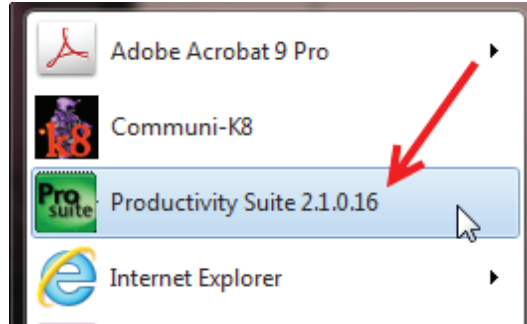 Adobe Acrobat 9 Pro
k8
Communi-K8
Pro
suite
Productivity Suite 2.1.0.16
Internet Explorer